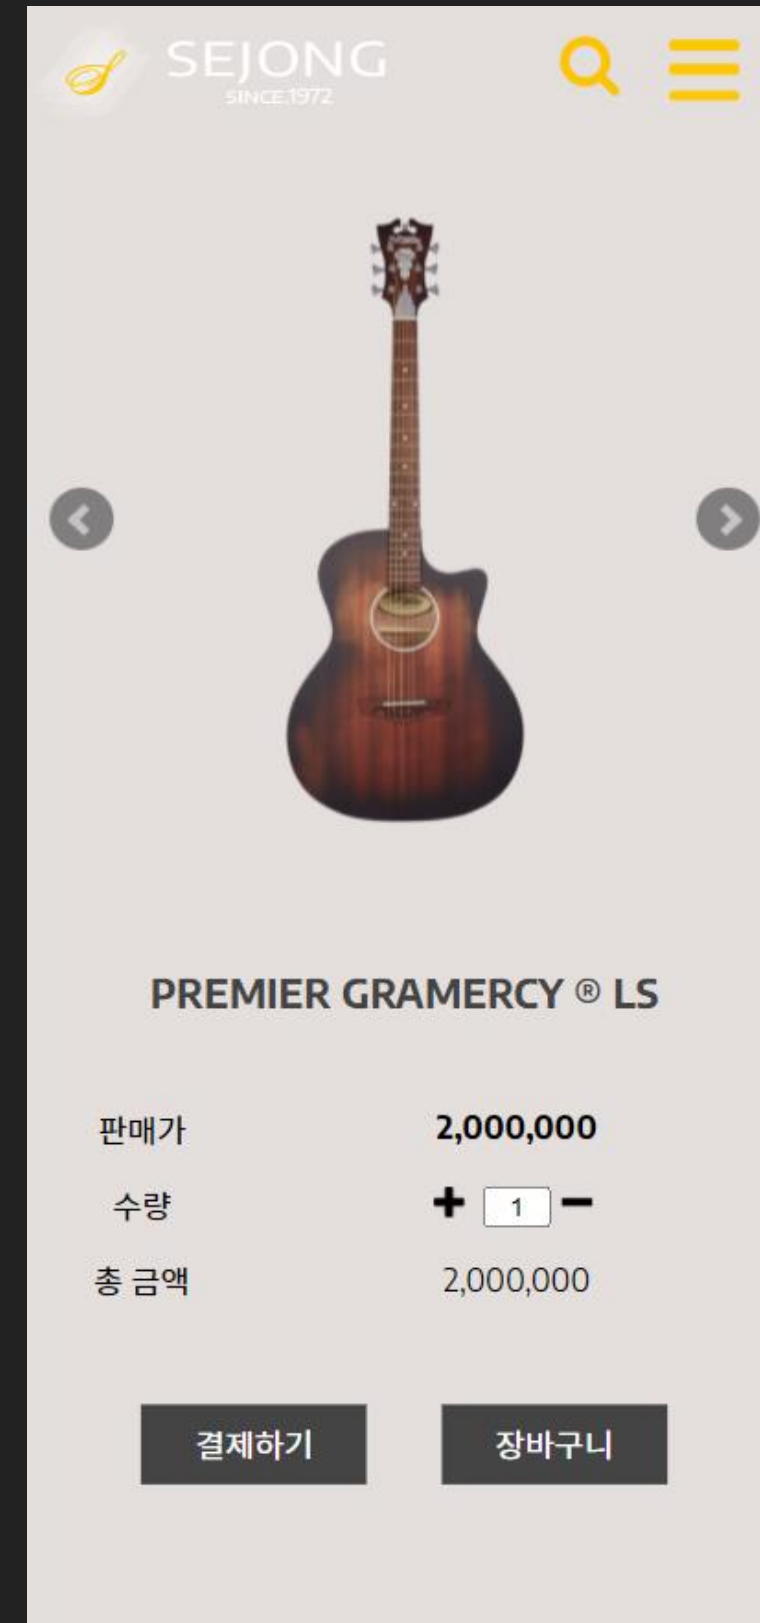 SEJONG
SINCE.1972
PREMIER GRAMERCY ® LS
판매가 2,000,000
수량 1
총 금액 2,000,000
결제하기 장바구니